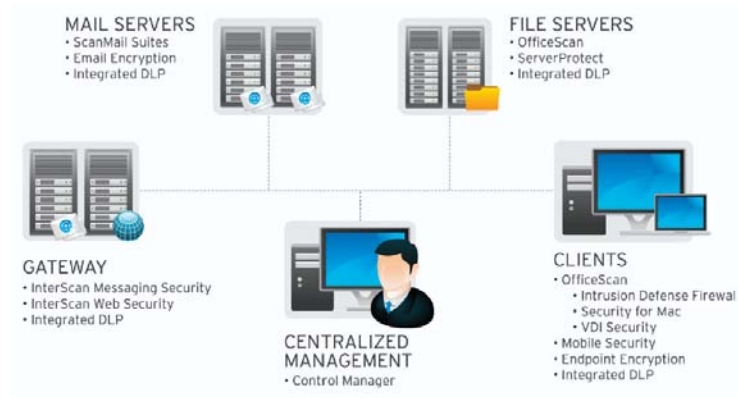 MAIL SERVERS
• ScanMail Suites
• Email Encryption
• Integrated DLP
FILE SERVERS
• OfficeScan
• ServerProtect
• Integrated DLP
GATEWAY
• InterScan Messaging Security
• InterScan Web Security
• Integrated DLP
CENTRALIZED
MANAGEMENT
• Control Manager
CLIENTS
• OfficeScan
• Intrusion Defense Firewal
• Security for Mac
• VDI Security
• Mobile Security
• Endpoint Encryption
• Integrated DLP